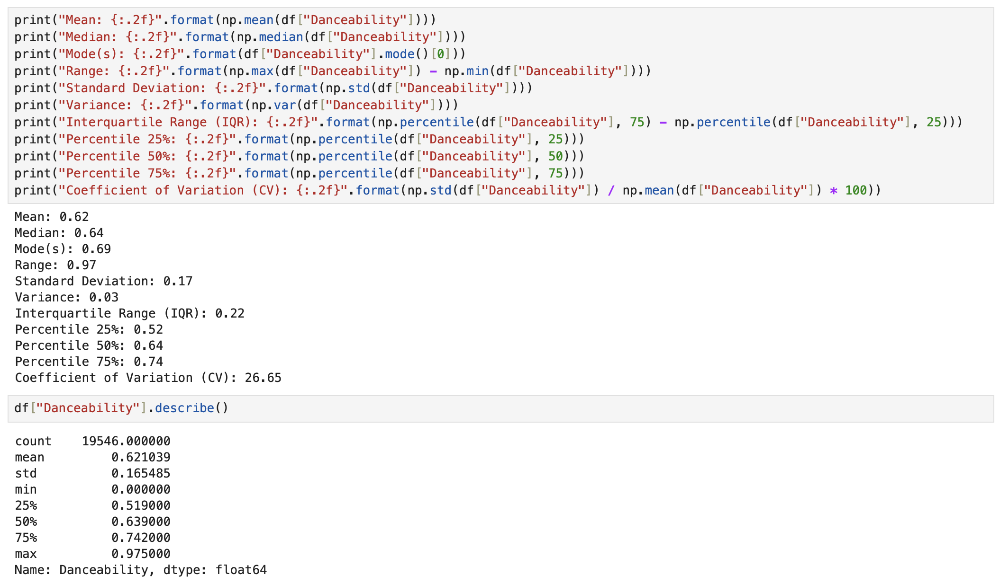 print("Mean: {:.2f}".format(np.mean(df["Danceability"])))
print("Median: {:.2f}".format(np.median(df["Danceability"])))
print("Mode(s): {:.2f}".format(df["Danceability"].mode()[0]))
print("Range: {:.2f}".format(np.max(df["Danceability"]) - np.min(df["Danceability"])))
print("Standard Deviation: {:.2f}".format(np.std(df["Danceability"])))
print("Variance: {:.2f}".format(np.var(df["Danceability"])))
print("Interquartile Range (IQR): {:.2f}".format(np.percentile(df["Danceability"], 75) - np.percentile(df["Danceability"], 25)))
print("Percentile 25%: {:.2f}".format(np.percentile(df["Danceability"], 25)))
print("Percentile 50%: {:.2f}".format(np.percentile(df["Danceability"], 50)))
print("Percentile 75%: {:.2f}".format(np.percentile(df["Danceability"], 75)))
print("Coefficient of Variation (CV): {:.2f}".format(np.std(df["Danceability"]) / np.mean(df["Danceability"]) * 100))
Mean: 0.62
Median: 0.64
Mode(s): 0.69
Range: 0.97
Standard Deviation: 0.17
Variance: 0.03
Interquartile Range (IQR): 0.22
Percentile 25%: 0.52
Percentile 50%: 0.64
Percentile 75%: 0.74
Coefficient of Variation (CV): 26.65
df["Danceability"].describe()
count    19546.000000
mean         0.621039
std          0.165485
min          0.000000
25%          0.519000
50%          0.639000
75%          0.742000
max          0.975000
Name: Danceability, dtype: float64